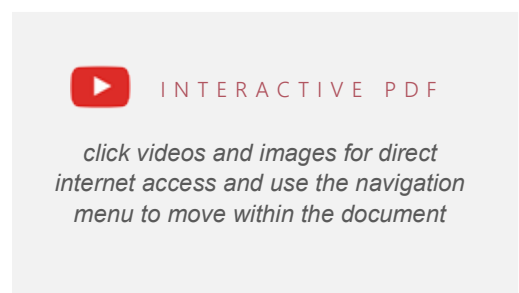 INTERACTIVE PDF
click videos and images for direct
internet access and use the navigation
menu to move within the document